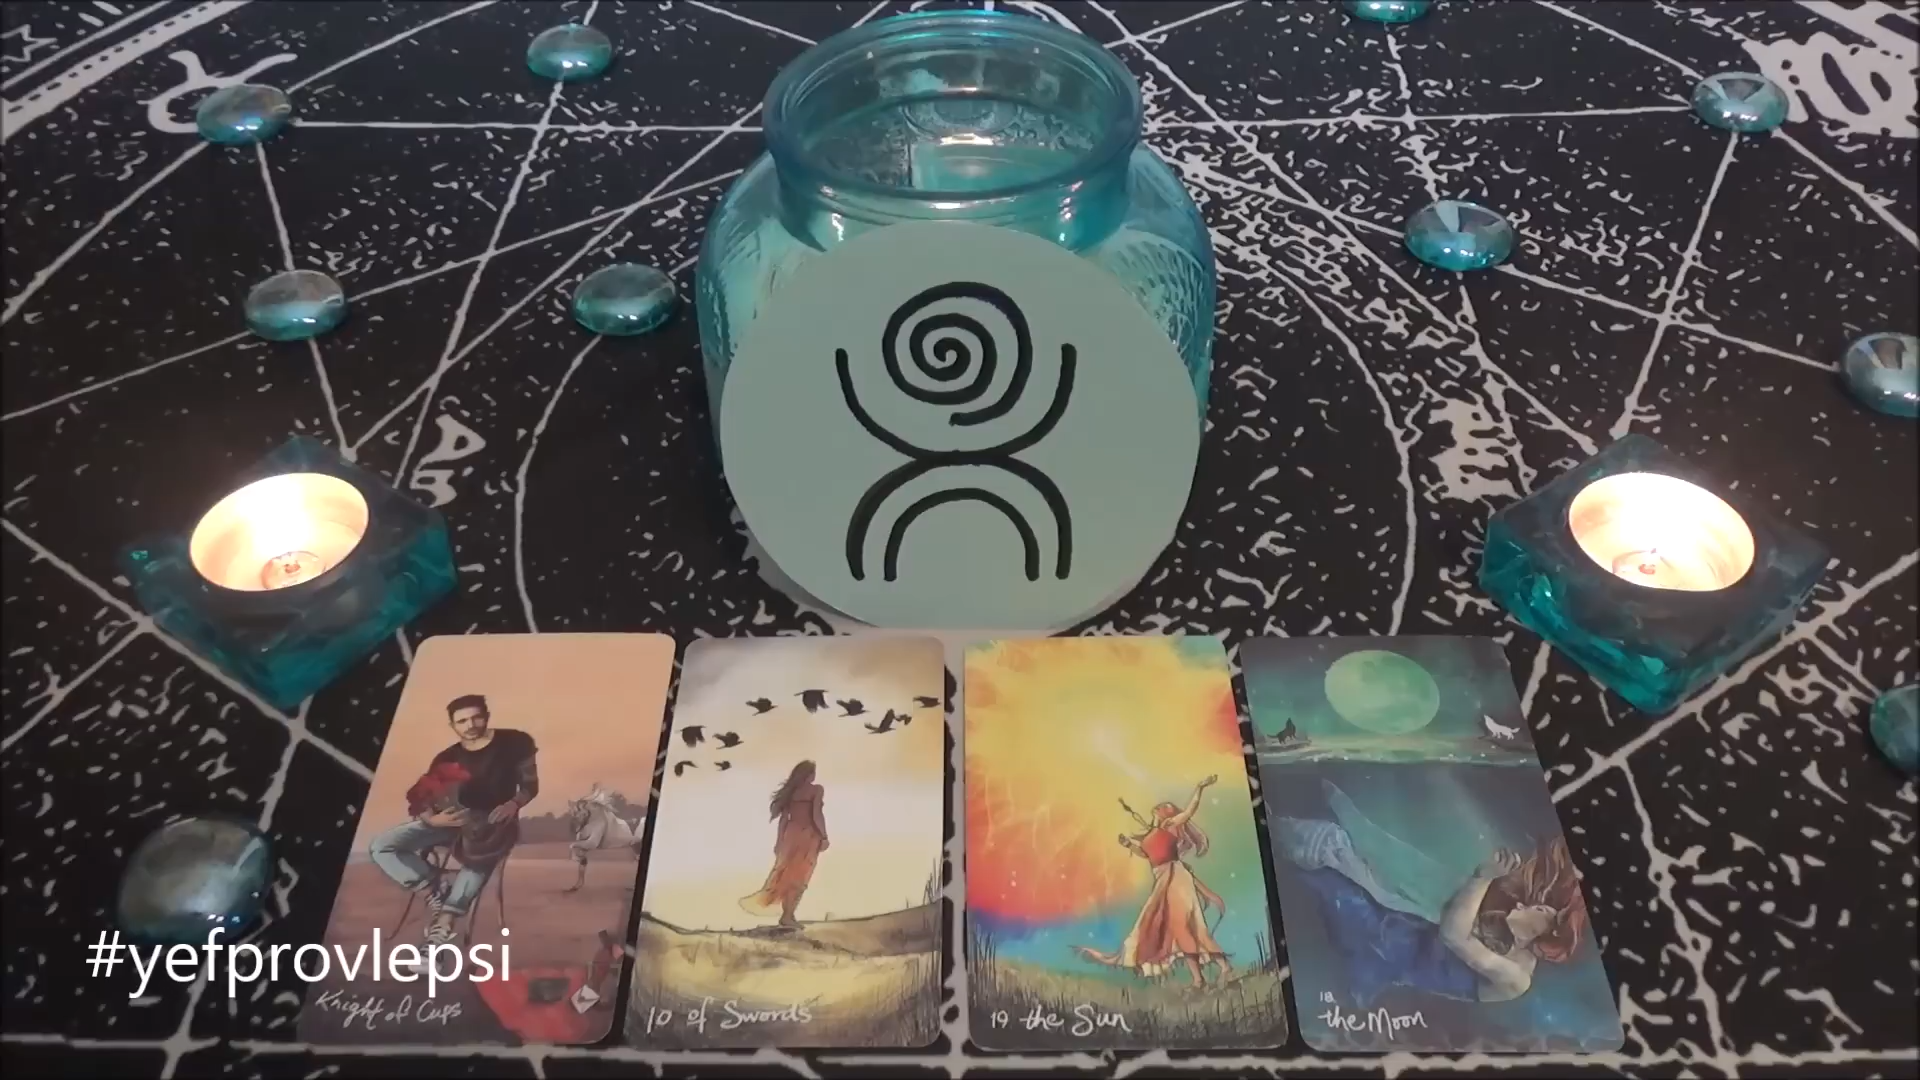 #yefprovlepsi
Knight of Cups
10 of Swords
19 the Sun
18
the Moon